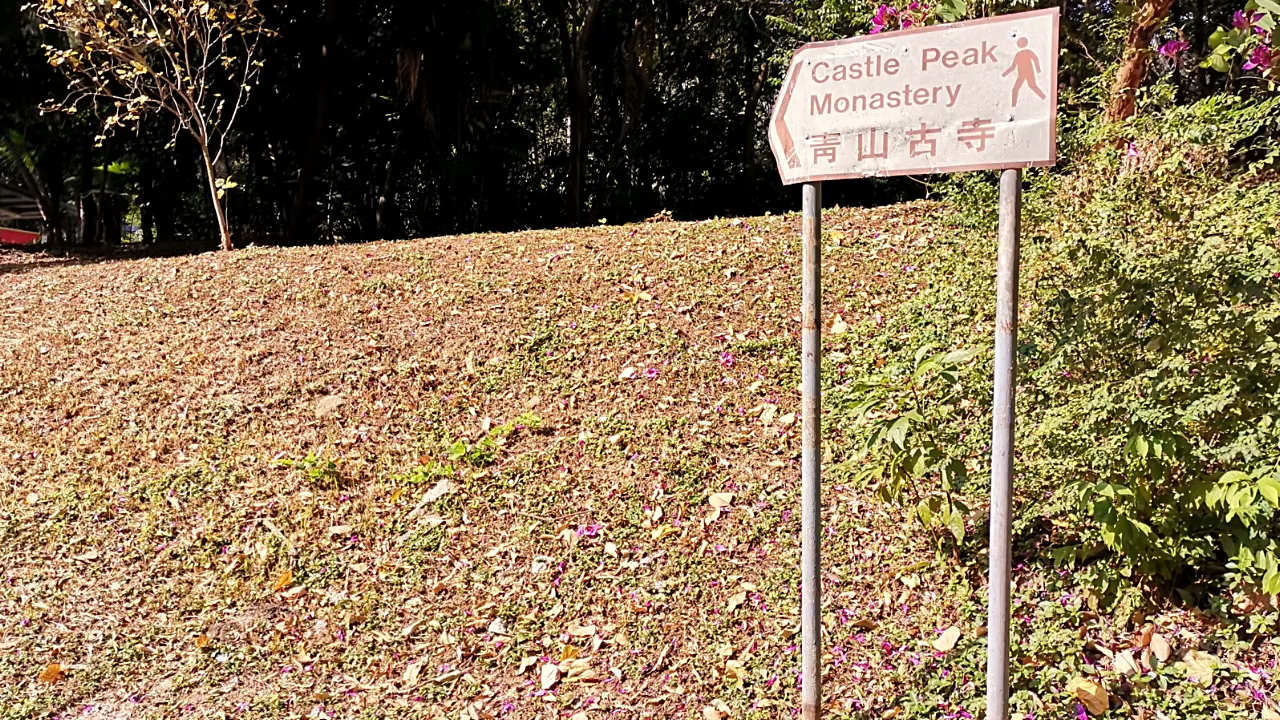 Castle Peak
Monastery
青山古寺